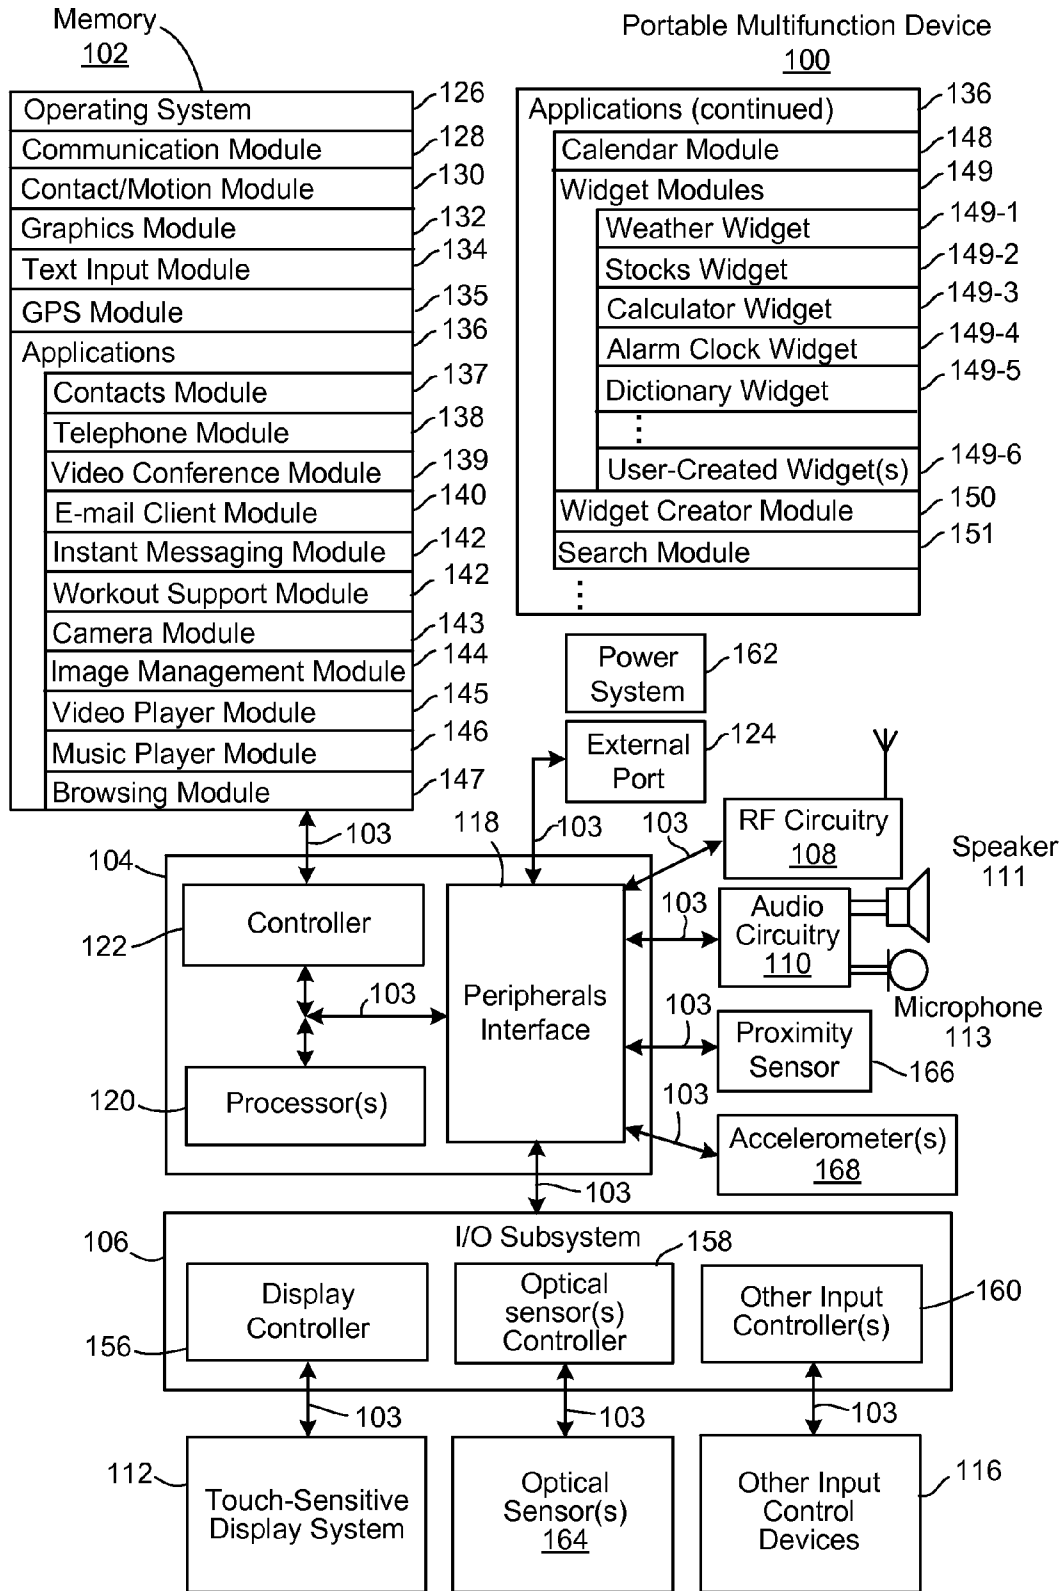 Memory
102
Operating System 126
Communication Module 128
Contact/Motion Module 130
Graphics Module 132
Text Input Module 134
GPS Module 135
Applications 136
Contacts Module 137
Telephone Module 138
Video Conference Module 139
E-mail Client Module 140
Instant Messaging Module 142
Workout Support Module 142
Camera Module 143
Image Management Module 144
Video Player Module 145
Music Player Module 146
Browsing Module 147
Portable Multifunction Device
100
Applications (continued) 136
Calendar Module 148
Widget Modules 149
Weather Widget 149-1
Stocks Widget 149-2
Calculator Widget 149-3
Alarm Clock Widget 149-4
Dictionary Widget 149-5
⋮
User-Created Widget(s) 149-6
Widget Creator Module 150
Search Module 151
⋮
Power
System
162
External
Port
124
103
118
103
103
RF Circuitry
108
Speaker
111
104
Controller
122
103
Audio
Circuitry
110
103
Peripherals
Interface
Microphone
113
103
Proximity
Sensor
166
120
Processor(s)
103
Accelerometer(s)
168
103
106
I/O Subsystem
Display
Controller
156
158
Optical
sensor(s)
Controller
Other Input
Controller(s)
160
103
103
103
112
Touch-Sensitive
Display System
Optical
Sensor(s)
164
Other Input
Control
Devices
116